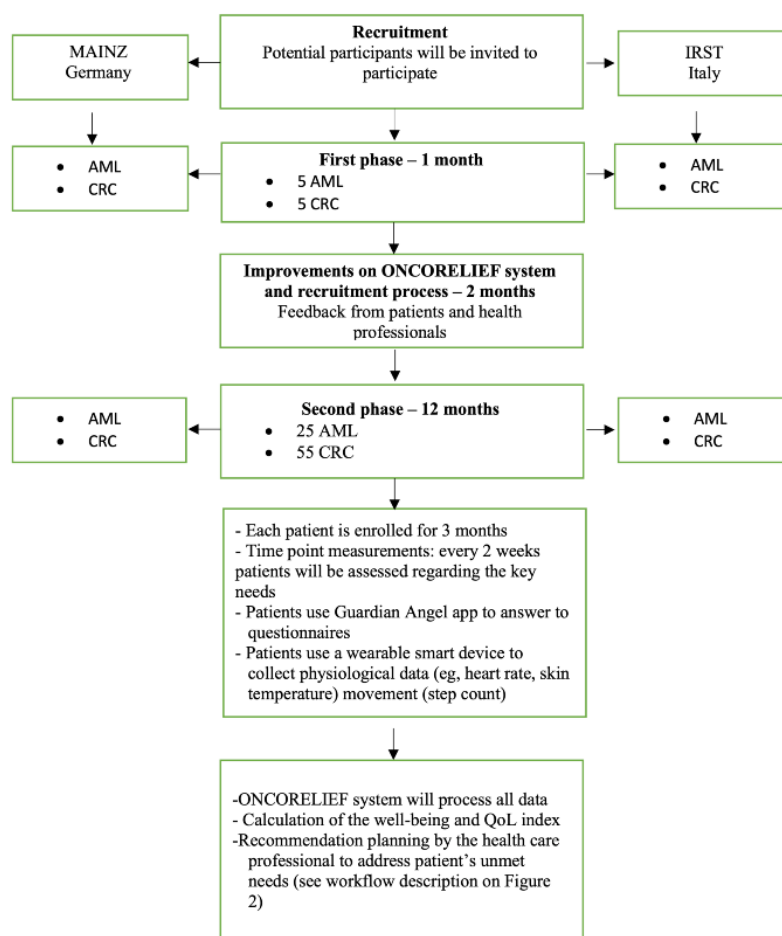 Recruitment
Potential participants will be invited to
participate
MAINZ
Germany
IRST
Italy
• AML
• CRC
First phase – 1 month
• 5 AML
• 5 CRC
• AML
• CRC
Improvements on ONCORELIEF system
and recruitment process – 2 months
Feedback from patients and health
professionals
• AML
• CRC
Second phase – 12 months
• 25 AML
• 55 CRC
• AML
• CRC
- Each patient is enrolled for 3 months
- Time point measurements: every 2 weeks
patients will be assessed regarding the key
needs
- Patients use Guardian Angel app to answer to
questionnaires
- Patients use a wearable smart device to
collect physiological data (eg, heart rate, skin
temperature) movement (step count)
-ONCORELIEF system will process all data
- Calculation of the well-being and QoL index
-Recommendation planning by the health care
professional to address patient’s unmet
needs (see workflow description on Figure
2)